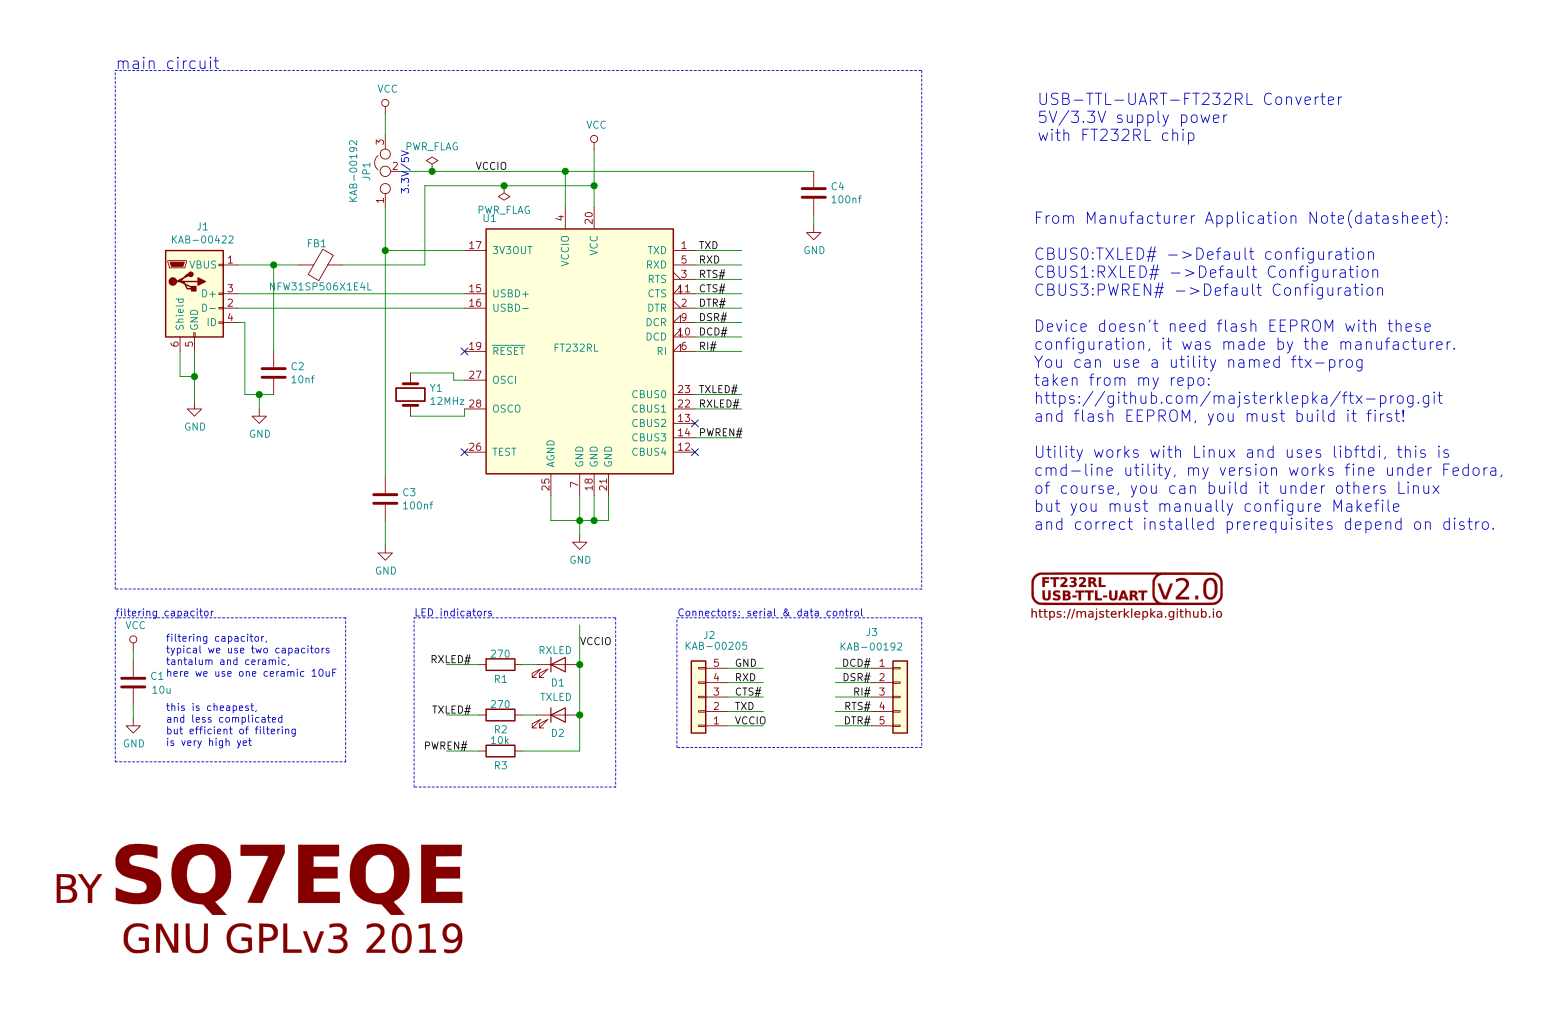 main circuit
VCC
3
KAB-00192
JP1
2
1
3.3V/5V
PWR_FLAG
VCCIO
VCC
PWR_FLAG
C4
100nf
GND
J1
KAB-00422
VBUS
D+
D-
ID
Shield
GND
1
3
2
4
6
5
GND
FB1
NFW31SP506X1E4L
C2
10nf
GND
Y1
12MHz
C3
100nf
GND
U1
FT232RL
17 3V3OUT
15 USBD+
16 USBD-
19 RESET
27 OSCI
28 OSCO
26 TEST
4 VCCIO
20 VCC
TXD 1 TXD
RXD 5 RXD
RTS 3 RTS#
CTS 11 CTS#
DTR 2 DTR#
DCR 9 DSR#
DCD 10 DCD#
RI 6 RI#
CBUS0 23 TXLED#
CBUS1 22 RXLED#
CBUS2 13
CBUS3 14 PWREN#
CBUS4 12
AGND GND GND GND
25 7 18 21
GND
filtering capacitor
VCC
C1
10u
GND
filtering capacitor,
typical we use two capacitors
tantalum and ceramic,
here we use one ceramic 10uF
this is cheapest,
and less complicated
but efficient of filtering
is very high yet
LED indicators
VCCIO
RXLED#
270
R1
RXLED
D1
TXLED#
270
R2
TXLED
D2
PWREN#
10k
R3
Connectors: serial & data control
J2
KAB-00205
5 GND
4 RXD
3 CTS#
2 TXD
1 VCCIO
J3
KAB-00192
DCD# 1
DSR# 2
RI# 3
RTS# 4
DTR# 5
USB-TTL-UART-FT232RL Converter
5V/3.3V supply power
with FT232RL chip
From Manufacturer Application Note(datasheet):
CBUS0:TXLED# ->Default configuration
CBUS1:RXLED# ->Default Configuration
CBUS3:PWREN# ->Default Configuration
Device doesn't need flash EEPROM with these
configuration, it was made by the manufacturer.
You can use a utility named ftx-prog
taken from my repo:
https://github.com/majsterklepka/ftx-prog.git
and flash EEPROM, you must build it first!
Utility works with Linux and uses libftdi, this is
cmd-line utility, my version works fine under Fedora,
of course, you can build it under others Linux
but you must manually configure Makefile
and correct installed prerequisites depend on distro.
FT232RL
USB-TTL-UART
v2.0
https://majsterklepka.github.io
BY SQ7EQE
GNU GPLv3 2019